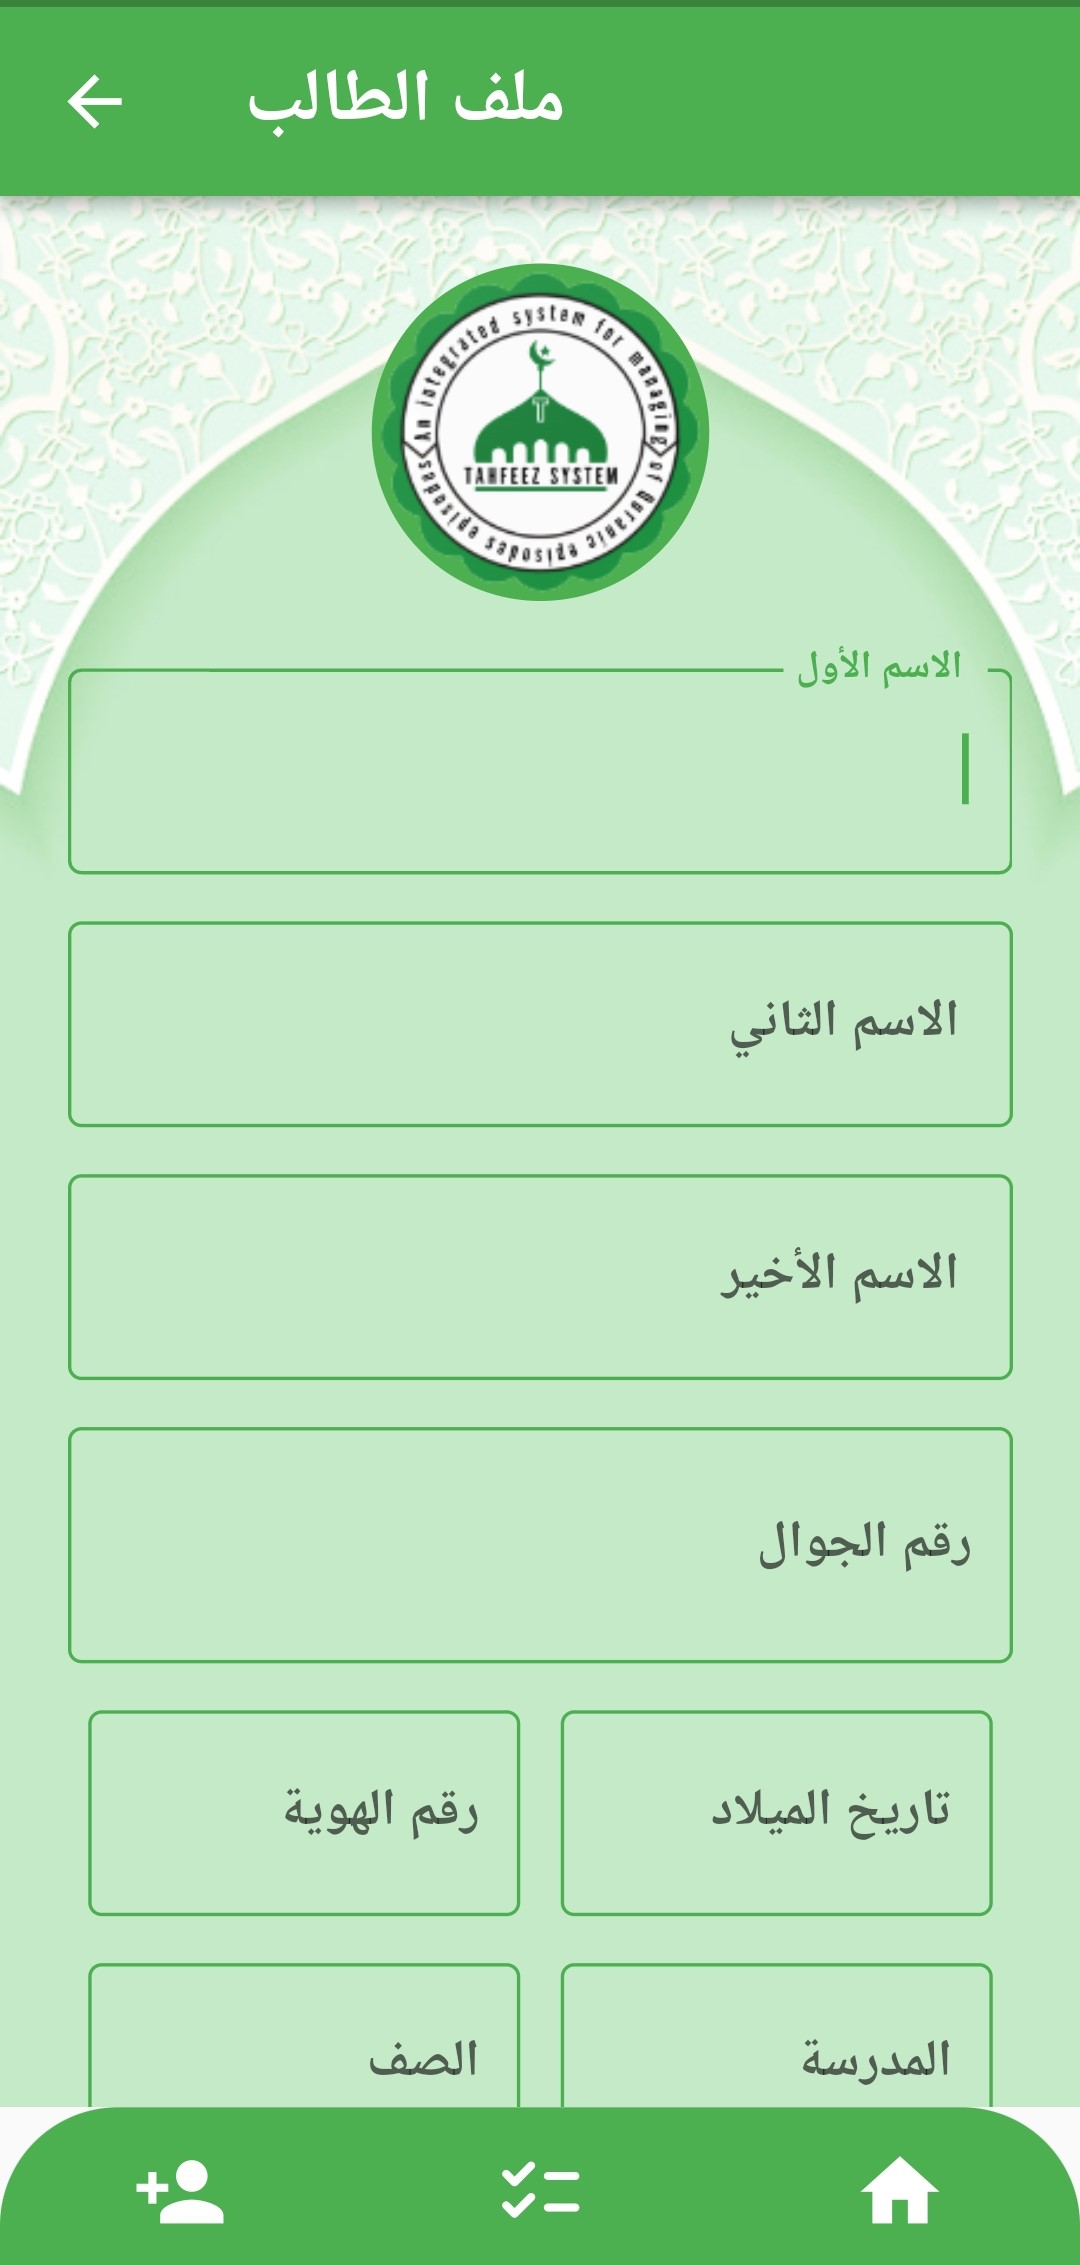 ملف الطالب
An integrated system for managing of Quranic episodes episodes
T
TAHFEEZ SYSTEM
الاسم الأول
الاسم الثاني
الاسم الأخير
رقم الجوال
تاريخ الميلاد
رقم الهوية
المدرسة
الصف